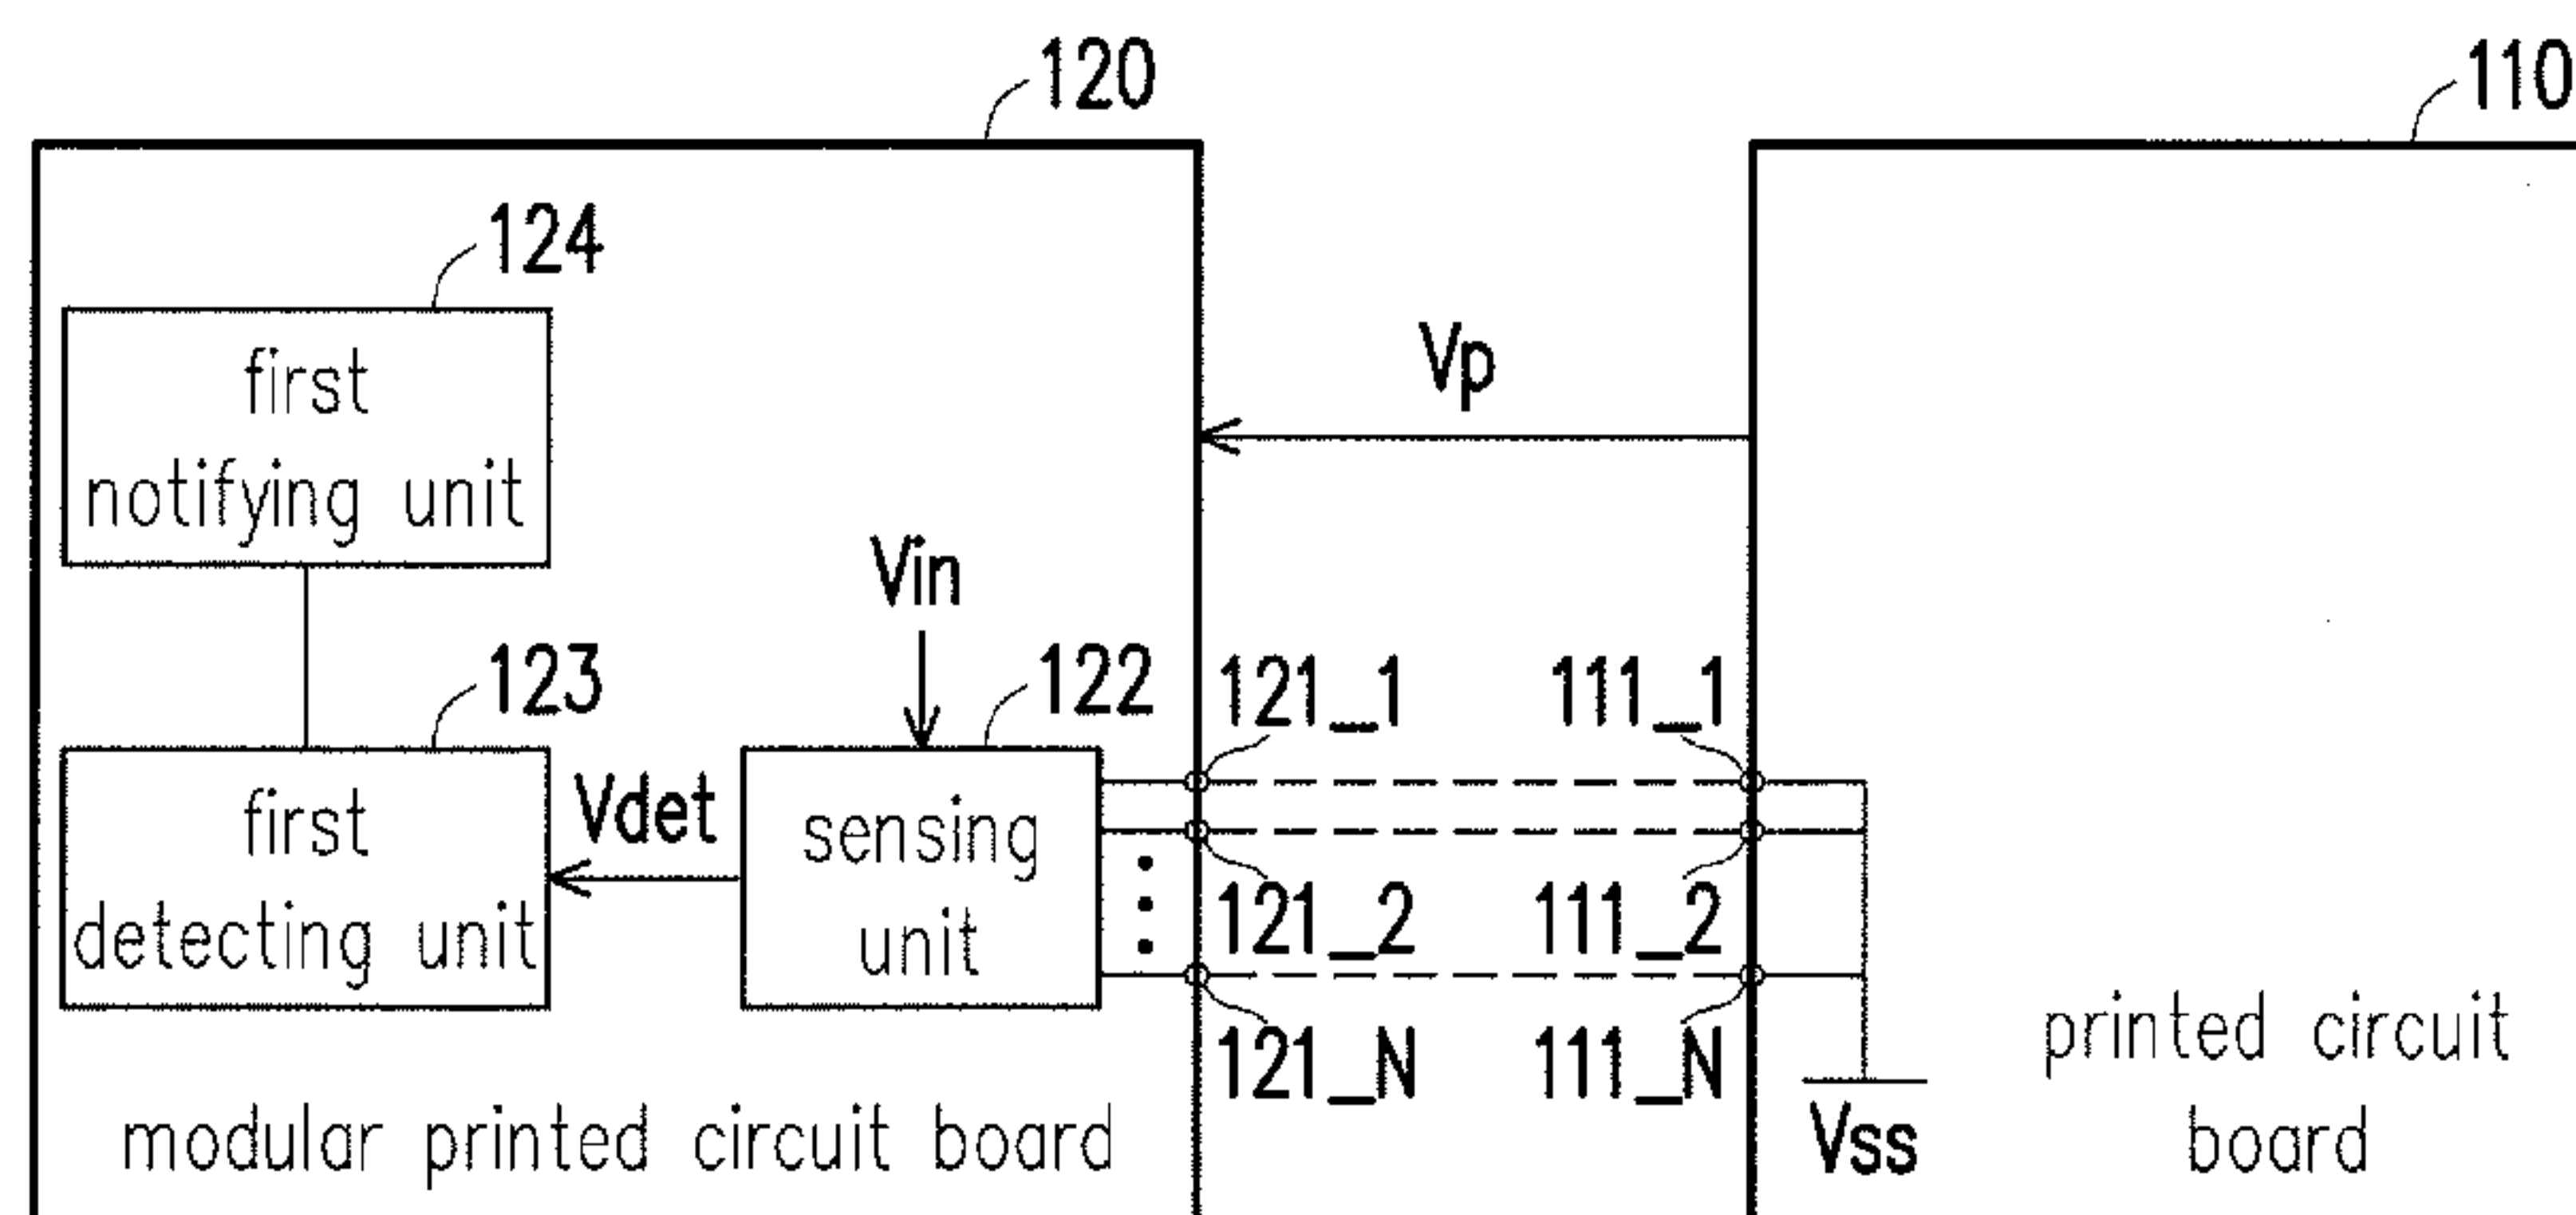 120
110
124
first
notifying unit
Vp
Vin
123
122
121_1
111_1
first
detecting unit
Vdet
sensing
unit
121_2
111_2
121_N
111_N
Vss
modular printed circuit board
printed circuit
board